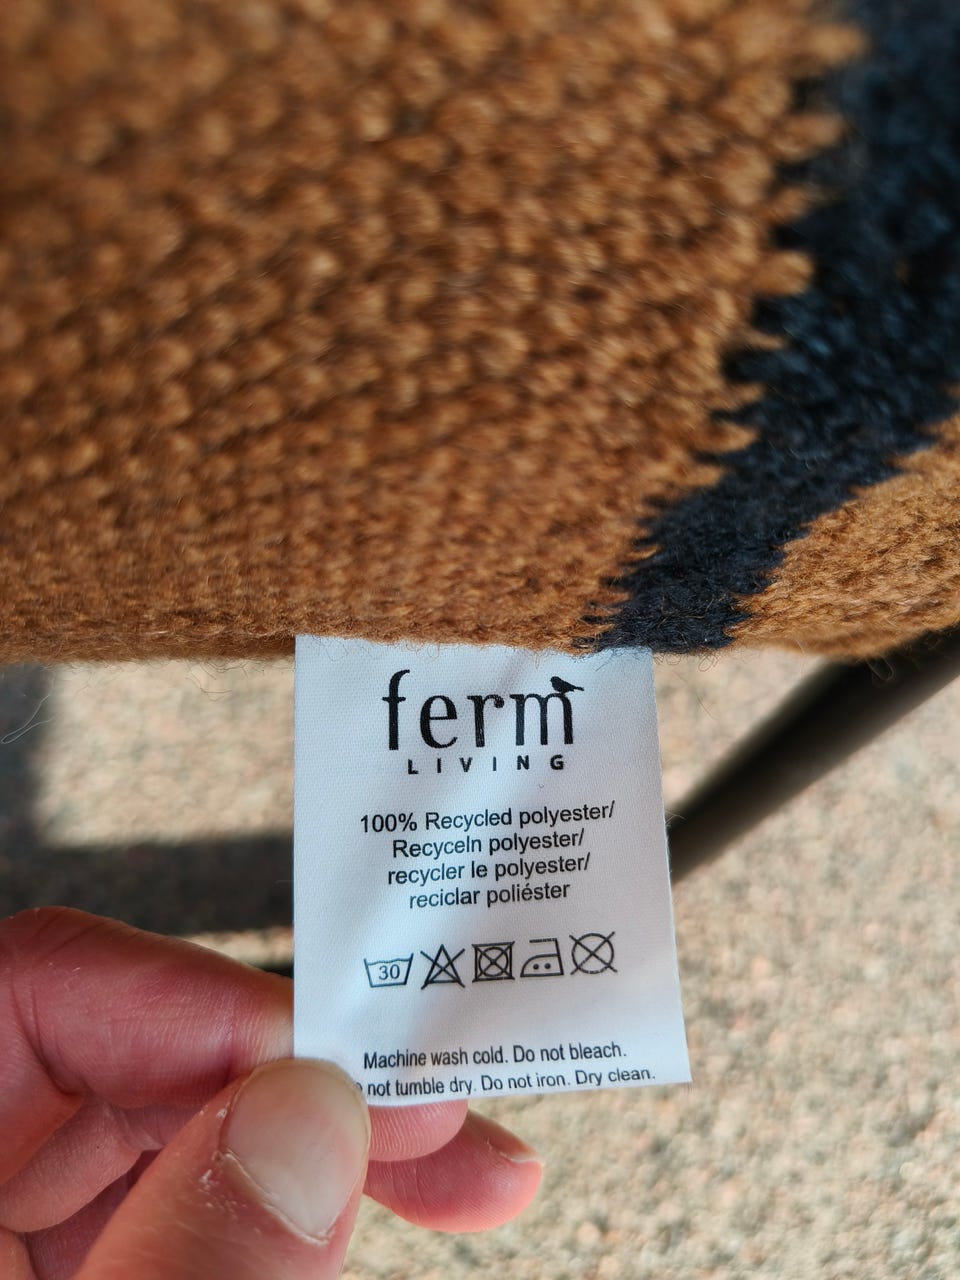 ferm
LIVING
100% Recycled polyester/
Recyceln polyester/
recycler le polyester/
reciclar poliéster
30
Machine wash cold. Do not bleach.
not tumble dry. Do not iron. Dry clean.